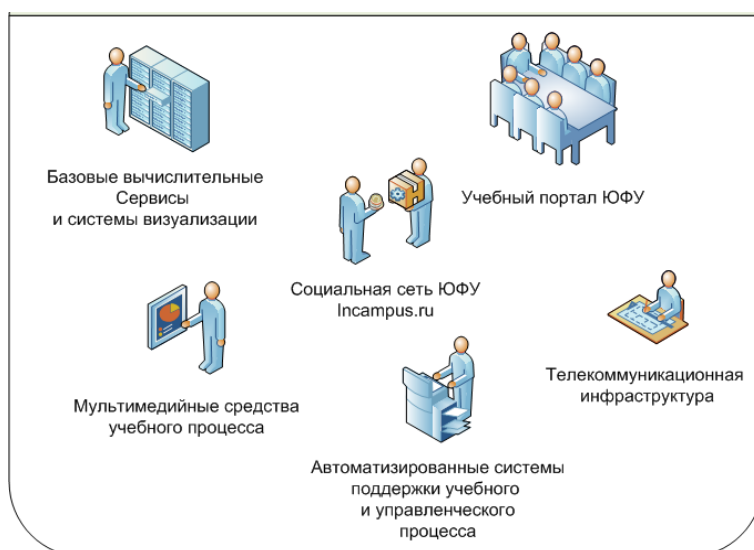 Базовые вычислительные
Сервисы
и системы визуализации
Учебный портал ЮФУ
Социальная сеть ЮФУ
Incampus.ru
Мультимедийные средства
учебного процесса
Телекоммуникационная
инфраструктура
Автоматизированные системы
поддержки учебного
и управленческого
процесса